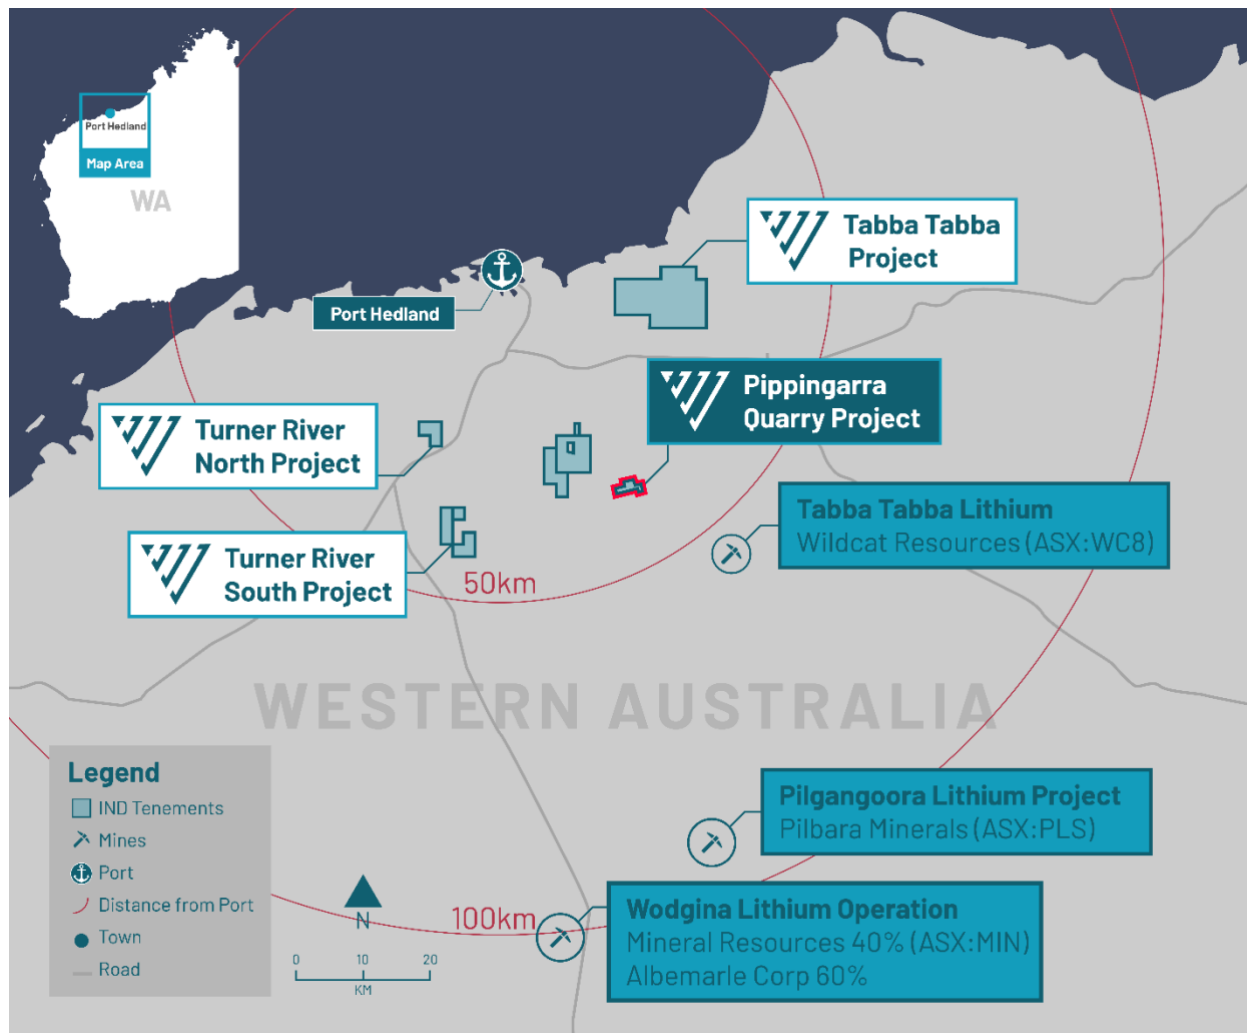 Port Hedland
Map Area
WA
Tabba Tabba
Project
Port Hedland
Pippingarra
Quarry Project
Turner River
North Project
Tabba Tabba Lithium
Wildcat Resources (ASX:WC8)
Turner River
South Project
50km
WESTERN AUSTRALIA
Legend
IND Tenements
Mines
Port
Distance from Port
Town
Road
N
0 10 20
KM
100km
Pilgangoora Lithium Project
Pilbara Minerals (ASX:PLS)
Wodgina Lithium Operation
Mineral Resources 40% (ASX:MIN)
Albemarle Corp 60%